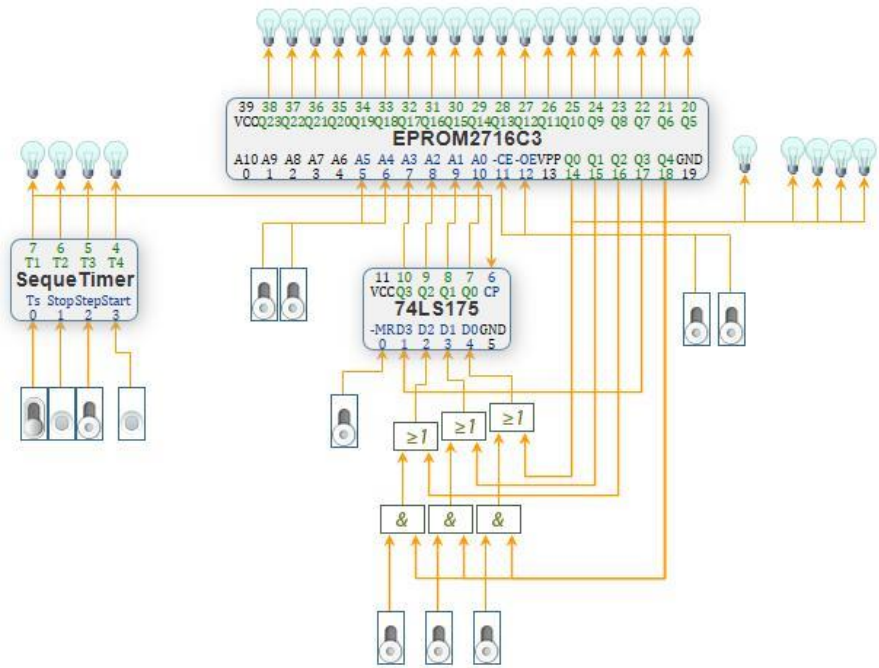 39 38 37 36 35 34 33 32 31 30 29 28 27 26 25 24 23 22 21 20
VCC Q23 Q22 Q21 Q20 Q19 Q18 Q17 Q16 Q15 Q14 Q13 Q12 Q11 Q10 Q9 Q8 Q7 Q6 Q5
EPROM2716C3
A10 A9 A8 A7 A6 A5 A4 A3 A2 A1 A0 -CE -OE VPP Q0 Q1 Q2 Q3 Q4 GND
0 1 2 3 4 5 6 7 8 9 10 11 12 13 14 15 16 17 18 19
7 6 5 4
T1 T2 T3 T4
SequeTimer
Ts Stop Step Start
0 1 2 3
11 10 9 8 7 6
VCC Q3 Q2 Q1 Q0 CP
74LS175
-MR D3 D2 D1 D0 GND
0 1 2 3 4 5
≥1 ≥1 ≥1
& & &